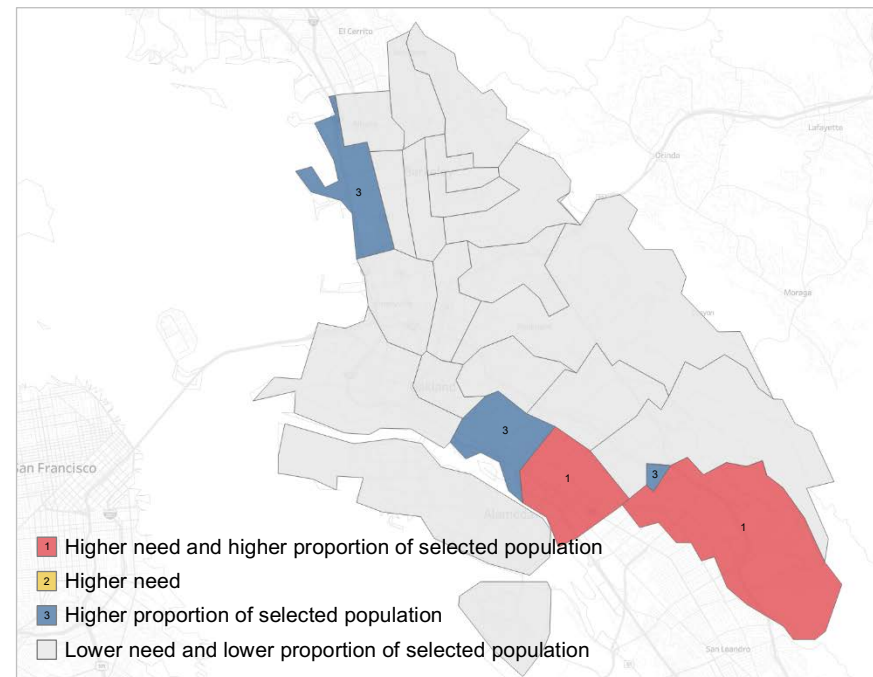 El Cerrito
Lafayette
Orinda
3
Moraga
3
3
San Francisco
1
1
Alameda
1 Higher need and higher proportion of selected population
2 Higher need
3 Higher proportion of selected population
Lower need and lower proportion of selected population
San Leandro